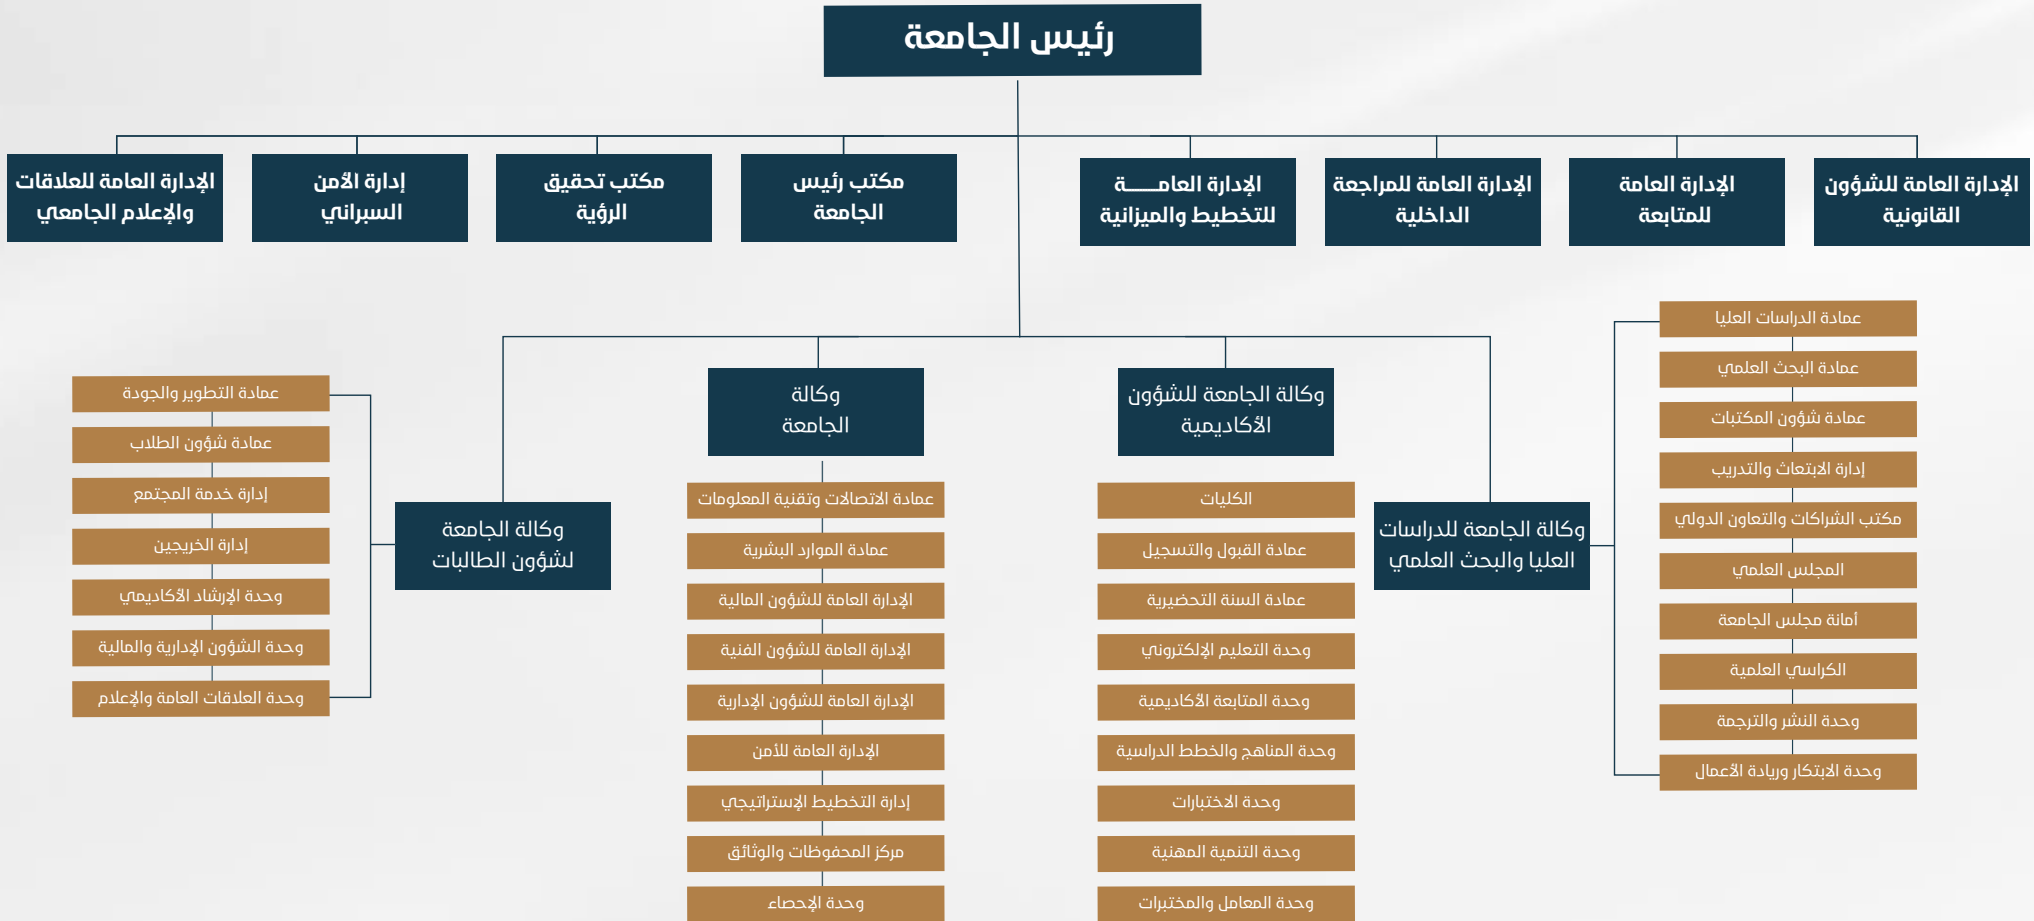 رئيس الجامعة
الإدارة العامة للشؤون
القانونية
الإدارة العامة
للمتابعة
الإدارة العامة للمراجعة
الداخلية
الإدارة العامـــــة
للتخطيط والميزانية
مكتب رئيس
الجامعة
مكتب تحقيق
الرؤية
إدارة الأمن
السبراني
الإدارة العامة للعلاقات
والإعلام الجامعي
وكالة الجامعة للدراسات
العليا والبحث العلمي
عمادة الدراسات العليا
عمادة البحث العلمي
عمادة شؤون المكتبات
إدارة الابتعاث والتدريب
مكتب الشراكات والتعاون الدولي
المجلس العلمي
أمانة مجلس الجامعة
الكراسي العلمية
وحدة النشر والترجمة
وحدة الابتكار وريادة الأعمال
وكالة الجامعة للشؤون
الأكاديمية
الكليات
عمادة القبول والتسجيل
عمادة السنة التحضيرية
وحدة التعليم الإلكتروني
وحدة المتابعة الأكاديمية
وحدة المناهج والخطط الدراسية
وحدة الاختبارات
وحدة التنمية المهنية
وحدة المعامل والمختبرات
وكالة
الجامعة
عمادة الاتصالات وتقنية المعلومات
عمادة الموارد البشرية
الإدارة العامة للشؤون المالية
الإدارة العامة للشؤون الفنية
الإدارة العامة للشؤون الإدارية
الإدارة العامة للأمن
إدارة التخطيط الإستراتيجي
مركز المحفوظات والوثائق
وحدة الإحصاء
وكالة الجامعة
لشؤون الطالبات
عمادة التطوير والجودة
عمادة شؤون الطلاب
إدارة خدمة المجتمع
إدارة الخريجين
وحدة الإرشاد الأكاديمي
وحدة الشؤون الإدارية والمالية
وحدة العلاقات العامة والإعلام